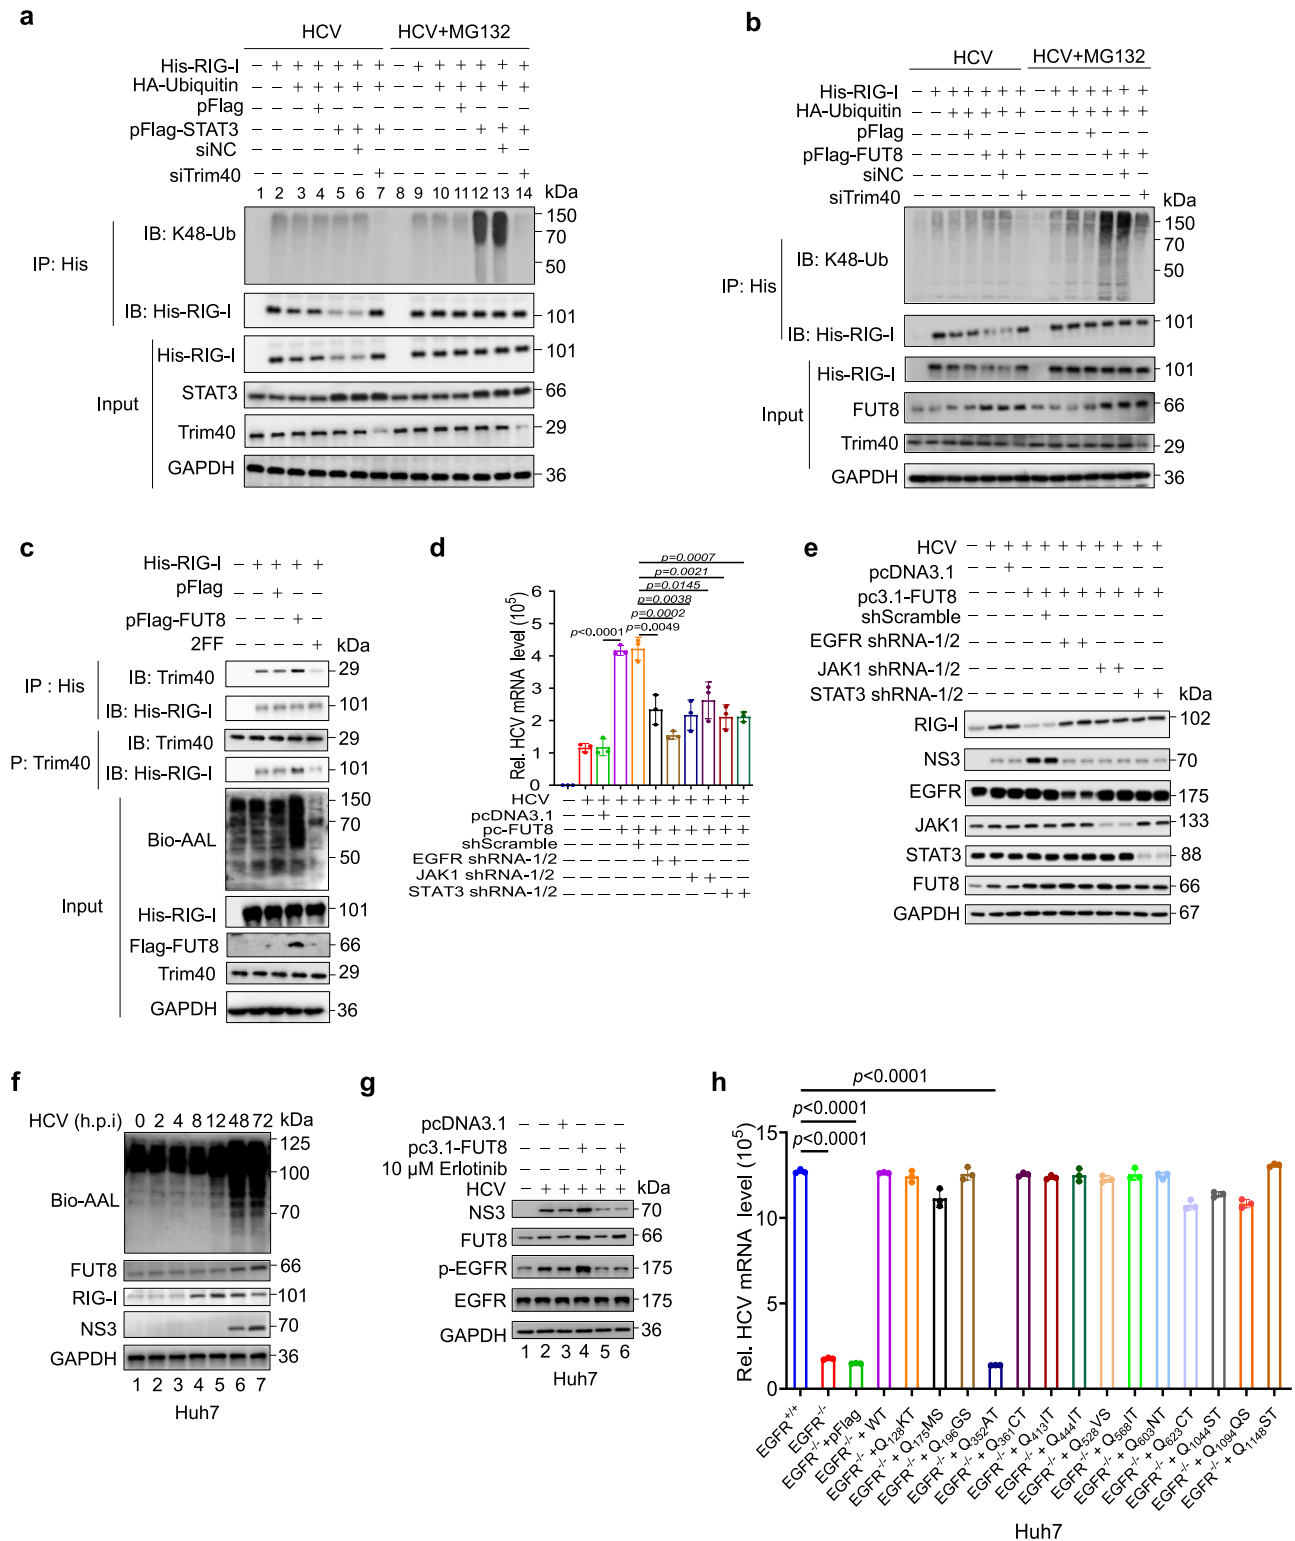 a
HCV HCV+MG132
His-RIG-I − + + + + + + − + + + + + +
HA-Ubiquitin − − + + + + + − − + + + + +
pFlag − − − + − − − − − − + − − −
pFlag-STAT3 − − − − + + + − − − − + + +
siNC − − − − − + − − − − − − + −
siTrim40 − − − − − − + − − − − − − +
1 2 3 4 5 6 7 8 9 10 11 12 13 14 kDa
IP: His
IB: K48-Ub
150
70
50
IB: His-RIG-I 101
Input
His-RIG-I 101
STAT3 66
Trim40 29
GAPDH 36
b
HCV HCV+MG132
His-RIG-I − + + + + + + − + + + + + +
HA-Ubiquitin − − + + + + + − − + + + + +
pFlag − − − + − − − − − − + − − −
pFlag-FUT8 − − − − + + + − − − − + + +
siNC − − − − − + − − − − − − + −
siTrim40 − − − − − − + − − − − − − +
kDa
IP: His
IB: K48-Ub
150
70
50
IB: His-RIG-I 101
Input
His-RIG-I 101
FUT8 66
Trim40 29
GAPDH 36
c
His-RIG-I − + + + +
pFlag − − + − −
pFlag-FUT8 − − − + −
2FF − − − − + kDa
IP : His
IB: Trim40 29
IB: His-RIG-I 101
P: Trim40
IB: Trim40 29
IB: His-RIG-I 101
Input
Bio-AAL
150
70
50
His-RIG-I 101
Flag-FUT8 66
Trim40 29
GAPDH 36
d
Rel. HCV mRNA level (10⁵)
6
5
4
3
2
1
0
p=0.0007
p=0.0021
p=0.0145
p=0.0038
p=0.0002
p<0.0001
p=0.0049
HCV − + + + + + + + + + +
pcDNA3.1 − − + − − − − − − − −
pc-FUT8 − − − + + + + + + + +
shScramble − − − − + − − − − − −
EGFR shRNA-1/2 − − − − − + + − − − −
JAK1 shRNA-1/2 − − − − − − − + + − −
STAT3 shRNA-1/2 − − − − − − − − − + +
e
HCV − + + + + + + + + + +
pcDNA3.1 − − + − − − − − − − −
pc3.1-FUT8 − − − + + + + + + + +
shScramble − − − − + − − − − − −
EGFR shRNA-1/2 − − − − − + + − − − −
JAK1 shRNA-1/2 − − − − − − − + + − −
STAT3 shRNA-1/2 − − − − − − − − − + + kDa
RIG-I 102
NS3 70
EGFR 175
JAK1 133
STAT3 88
FUT8 66
GAPDH 67
f
HCV (h.p.i) 0 2 4 8 12 48 72 kDa
Bio-AAL
125
100
70
FUT8 66
RIG-I 101
NS3 70
GAPDH 36
1 2 3 4 5 6 7
Huh7
g
pcDNA3.1 − − + − − −
pc3.1-FUT8 − − − + − +
10 µM Erlotinib − − − − + +
HCV − + + + + + kDa
NS3 70
FUT8 66
p-EGFR 175
EGFR 175
GAPDH 36
1 2 3 4 5 6
Huh7
h
Rel. HCV mRNA level (10⁵)
15
10
5
0
p<0.0001
p<0.0001
p<0.0001
EGFR⁺/⁺
EGFR⁻/⁻
EGFR⁻/⁻ +pFlag
EGFR⁻/⁻ + WT
EGFR⁻/⁻ +Q₁₂₈KT
EGFR⁻/⁻ + Q₁₇₅MS
EGFR⁻/⁻ + Q₁₉₆GS
EGFR⁻/⁻ + Q₃₅₂AT
EGFR⁻/⁻ + Q₃₆₁CT
EGFR⁻/⁻ + Q₄₁₃IT
EGFR⁻/⁻ + Q₄₄₄IT
EGFR⁻/⁻ + Q₅₂₈VS
EGFR⁻/⁻ + Q₅₆₈IT
EGFR⁻/⁻ + Q₆₀₃NT
EGFR⁻/⁻ + Q₆₂₃CT
EGFR⁻/⁻ + Q₁₀₄₄ST
EGFR⁻/⁻ + Q₁₀₉₄QS
EGFR⁻/⁻ + Q₁₁₄₈ST
Huh7